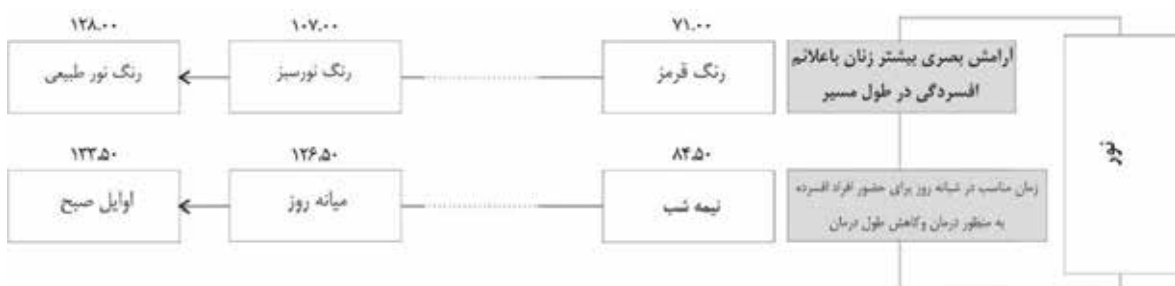 نور
آرامش بصری بیشتر زنان باعلائم
افسردگی در طول مسیر
۷۱.۰۰
رنگ قرمز
۱۰۷.۰۰
رنگ نورسبز
۱۲۸.۰۰
رنگ نور طبیعی
زمان مناسب در شبانه روز برای حضور افراد افسرده
به منظور درمان وکاهش طول درمان
۸۴.۵۰
نیمه شب
۱۲۶.۵۰
میانه روز
۱۳۳.۵۰
اوایل صبح